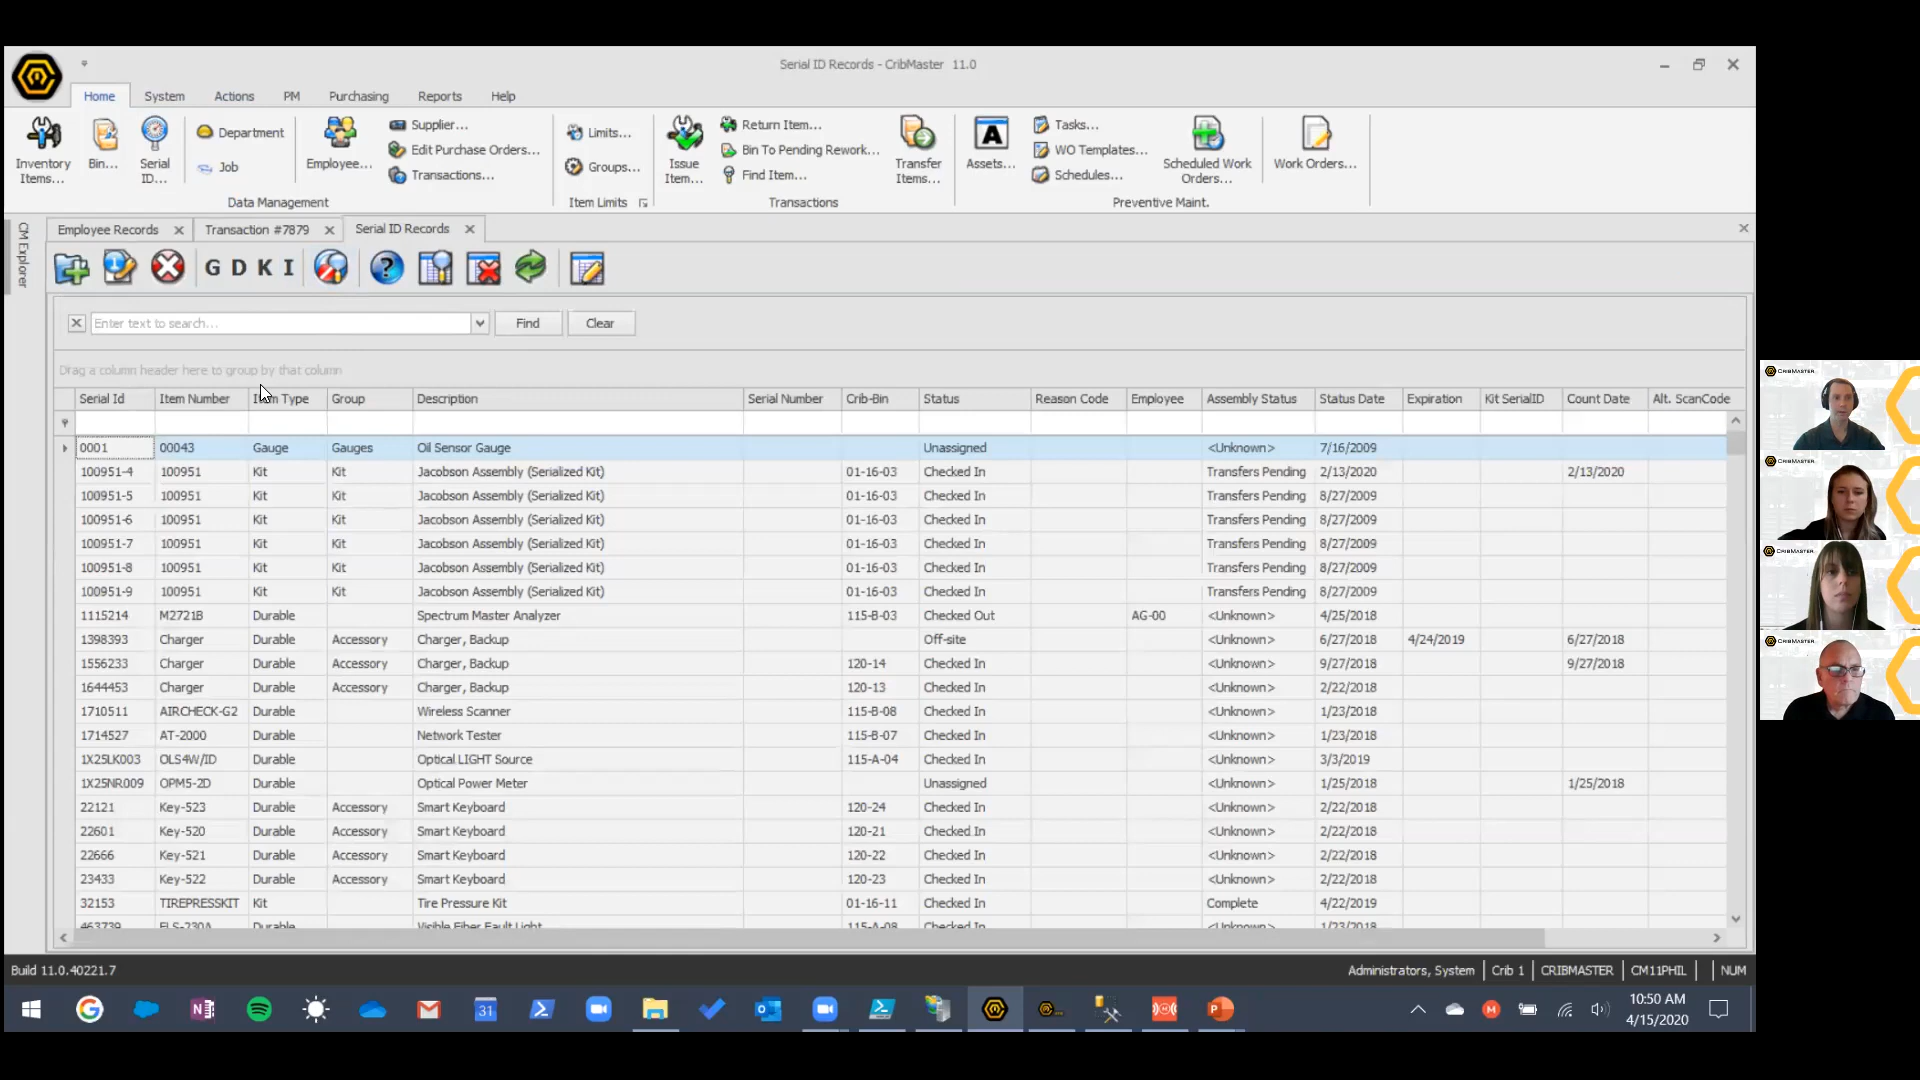 Serial ID Records - CribMaster 11.0
Home System Actions PM Purchasing Reports Help
Inventory Items...
Bin...
Serial ID...
Department
Job
Employee...
Supplier...
Edit Purchase Orders...
Transactions...
Data Management
Limits...
Groups...
Item Limits
Issue Item...
Return Item...
Bin To Pending Rework...
Find Item...
Transfer Items...
Transactions
Assets...
Tasks...
WO Templates...
Schedules...
Scheduled Work Orders...
Work Orders...
Preventive Maint.
CM Explorer
Employee Records Transaction #7879 Serial ID Records
G D K I
Enter text to search... Find Clear
Drag a column header here to group by that column
Serial Id Item Number Item Type Group Description Serial Number Crib-Bin Status Reason Code Employee Assembly Status Status Date Expiration Kit SerialID Count Date Alt. ScanCode
0001 00043 Gauge Gauges Oil Sensor Gauge Unassigned <Unknown> 7/16/2009
100951-4 100951 Kit Kit Jacobson Assembly (Serialized Kit) 01-16-03 Checked In Transfers Pending 2/13/2020 2/13/2020
100951-5 100951 Kit Kit Jacobson Assembly (Serialized Kit) 01-16-03 Checked In Transfers Pending 8/27/2009
100951-6 100951 Kit Kit Jacobson Assembly (Serialized Kit) 01-16-03 Checked In Transfers Pending 8/27/2009
100951-7 100951 Kit Kit Jacobson Assembly (Serialized Kit) 01-16-03 Checked In Transfers Pending 8/27/2009
100951-8 100951 Kit Kit Jacobson Assembly (Serialized Kit) 01-16-03 Checked In Transfers Pending 8/27/2009
100951-9 100951 Kit Kit Jacobson Assembly (Serialized Kit) 01-16-03 Checked In Transfers Pending 8/27/2009
1115214 M2721B Durable Spectrum Master Analyzer 115-B-03 Checked Out AG-00 <Unknown> 4/25/2018
1398393 Charger Durable Accessory Charger, Backup Off-site <Unknown> 6/27/2018 4/24/2019 6/27/2018
1556233 Charger Durable Accessory Charger, Backup 120-14 Checked In <Unknown> 9/27/2018 9/27/2018
1644453 Charger Durable Accessory Charger, Backup 120-13 Checked In <Unknown> 2/22/2018
1710511 AIRCHECK-G2 Durable Wireless Scanner 115-B-08 Checked In <Unknown> 1/23/2018
1714527 AT-2000 Durable Network Tester 115-B-07 Checked In <Unknown> 1/23/2018
1X25LK003 OLS4W/ID Durable Optical LIGHT Source 115-A-04 Checked In <Unknown> 3/3/2019
1X25NR009 OPM5-2D Durable Optical Power Meter Unassigned <Unknown> 1/25/2018 1/25/2018
22121 Key-523 Durable Accessory Smart Keyboard 120-24 Checked In <Unknown> 2/22/2018
22601 Key-520 Durable Accessory Smart Keyboard 120-21 Checked In <Unknown> 2/22/2018
22666 Key-521 Durable Accessory Smart Keyboard 120-22 Checked In <Unknown> 2/22/2018
23433 Key-522 Durable Accessory Smart Keyboard 120-23 Checked In <Unknown> 2/22/2018
32153 TIREPRESSKIT Kit Tire Pressure Kit 01-16-11 Checked In Complete 4/22/2019
463739 FLS-230A Durable Visible Fiber Fault Light 115-A-08 Checked In <Unknown> 1/23/2018
Build 11.0.40221.7 Administrators, System Crib 1 CRIBMASTER CM11PHIL NUM
10:50 AM
4/15/2020
CRIBMASTER
CRIBMASTER
CRIBMASTER
CRIBMASTER